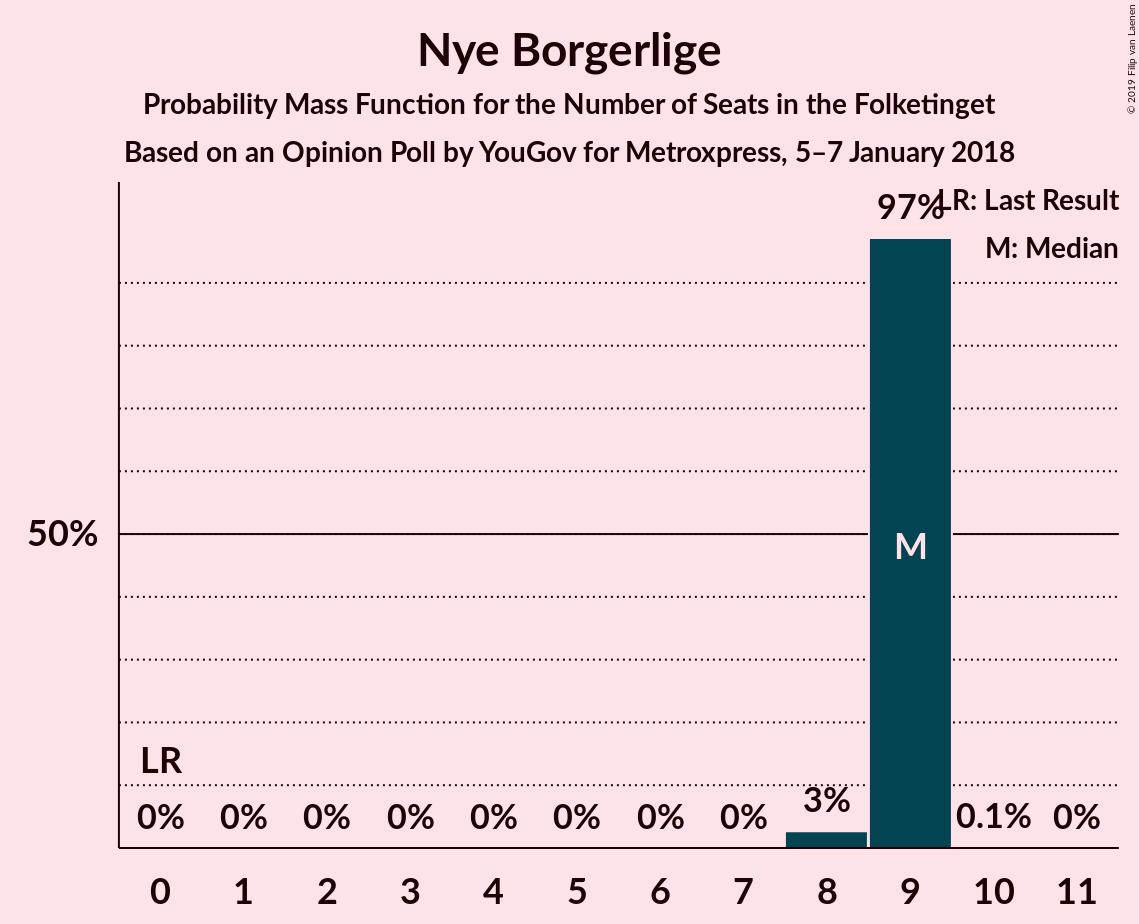 Nye Borgerlige
Probability Mass Function for the Number of Seats in the Folketinget
Based on an Opinion Poll by YouGov for Metroxpress, 5–7 January 2018
© 2019 Filip van Laenen
97%
LR: Last Result
M: Median
50%
M
LR
0% 0% 0% 0% 0% 0% 0% 0% 3% 0.1% 0%
0 1 2 3 4 5 6 7 8 9 10 11